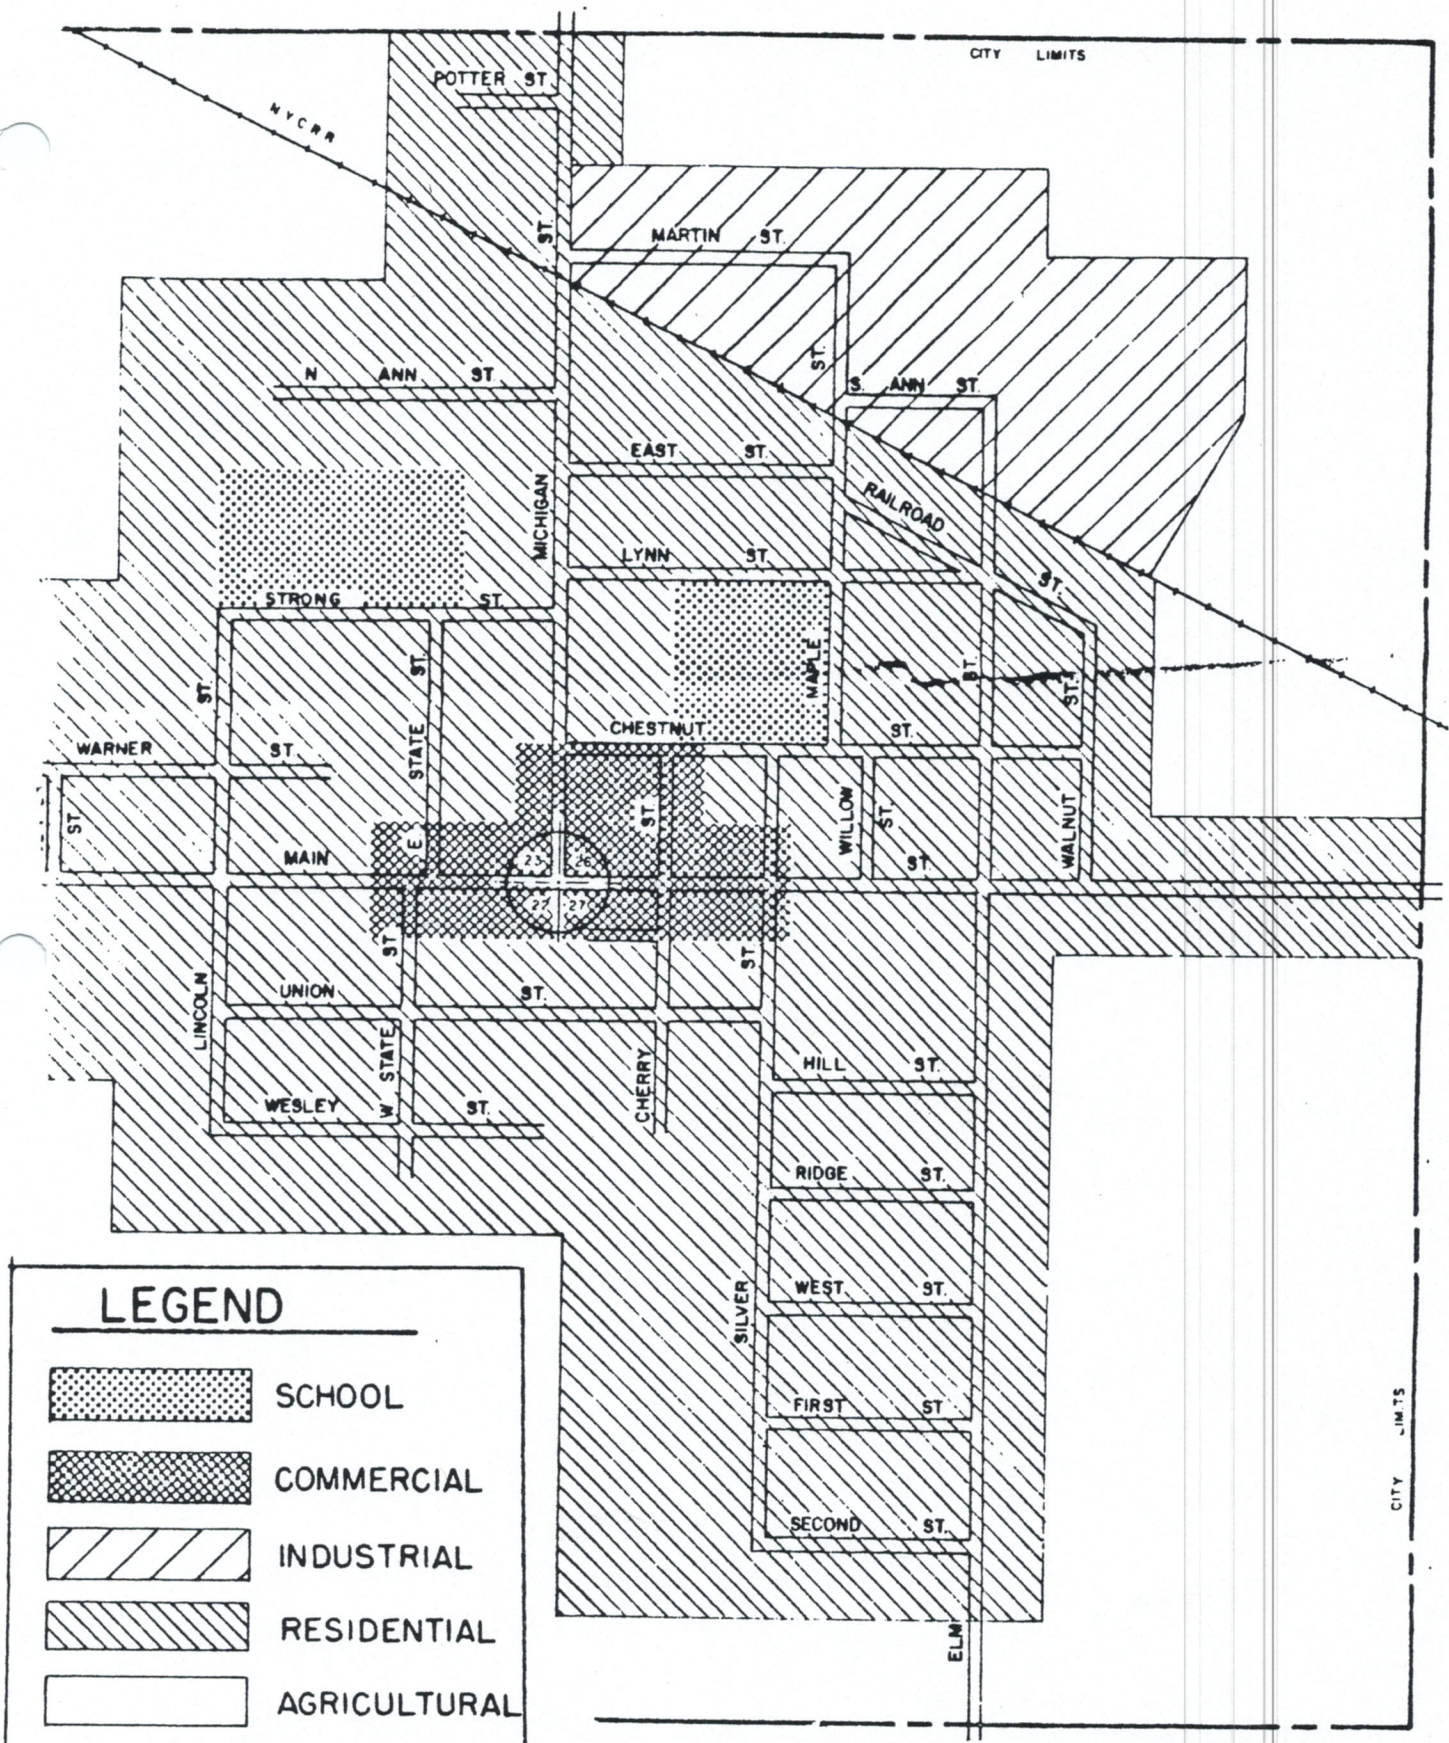 CITY LIMITS
POTTER ST.
NYCRR
ST.
MARTIN ST.
N ANN ST.
ST.
S. ANN ST.
EAST ST.
MICHIGAN
RAILROAD
LYNN ST.
ST.
STRONG ST.
ST.
ST.
MAPLE
ST.
ST.
CHESTNUT ST.
WARNER ST.
STATE
ST.
ST.
WILLOW
ST.
WALNUT
MAIN
E
23 26
ST.
22 27
ST.
ST.
LINCOLN
UNION ST.
W STATE
CHERRY
HILL ST.
WESLEY ST.
RIDGE ST.
WEST ST.
SILVER
FIRST ST
SECOND ST.
ELM
CITY
LEGEND
SCHOOL
COMMERCIAL
INDUSTRIAL
RESIDENTIAL
AGRICULTURAL